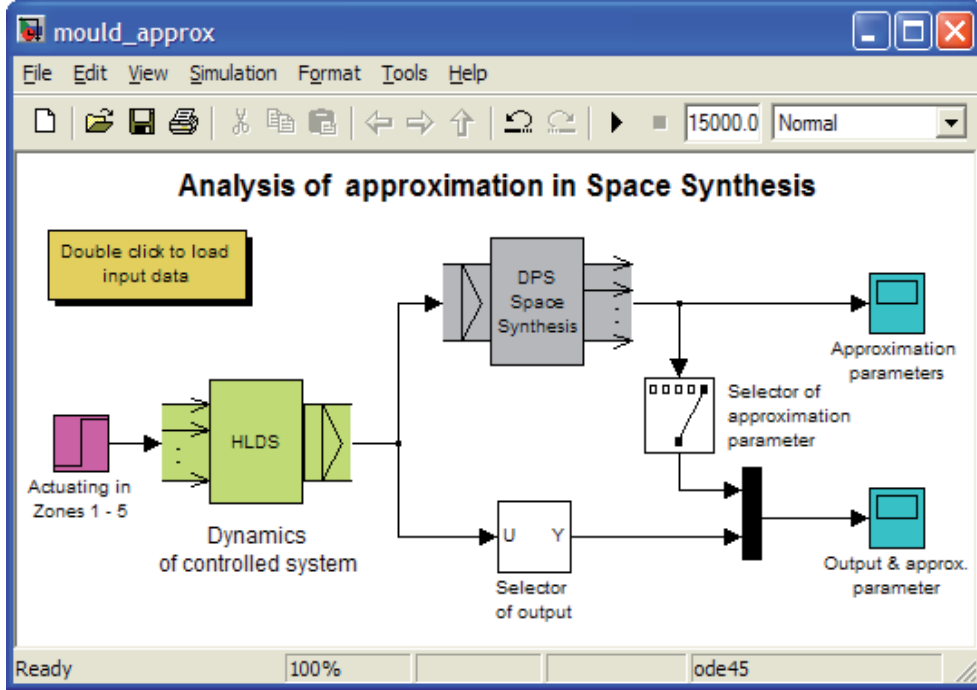 mould_approx
File Edit View Simulation Format Tools Help
15000.0 Normal
Analysis of approximation in Space Synthesis
Double click to load
input data
DPS
Space
Synthesis
Approximation
parameters
Selector of
approximation
parameter
HLDS
Actuating in
Zones 1 - 5
Dynamics
of controlled system
U Y
Selector
of output
Output & approx.
parameter
Ready 100% ode45